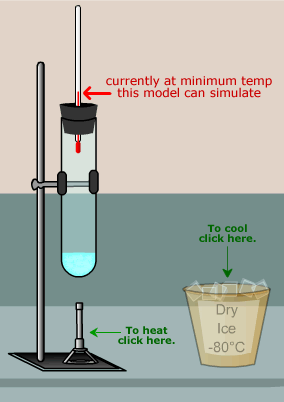 currently at minimum temp
this model can simulate
To cool
click here.
Dry
Ice
-80°C
To heat
click here.